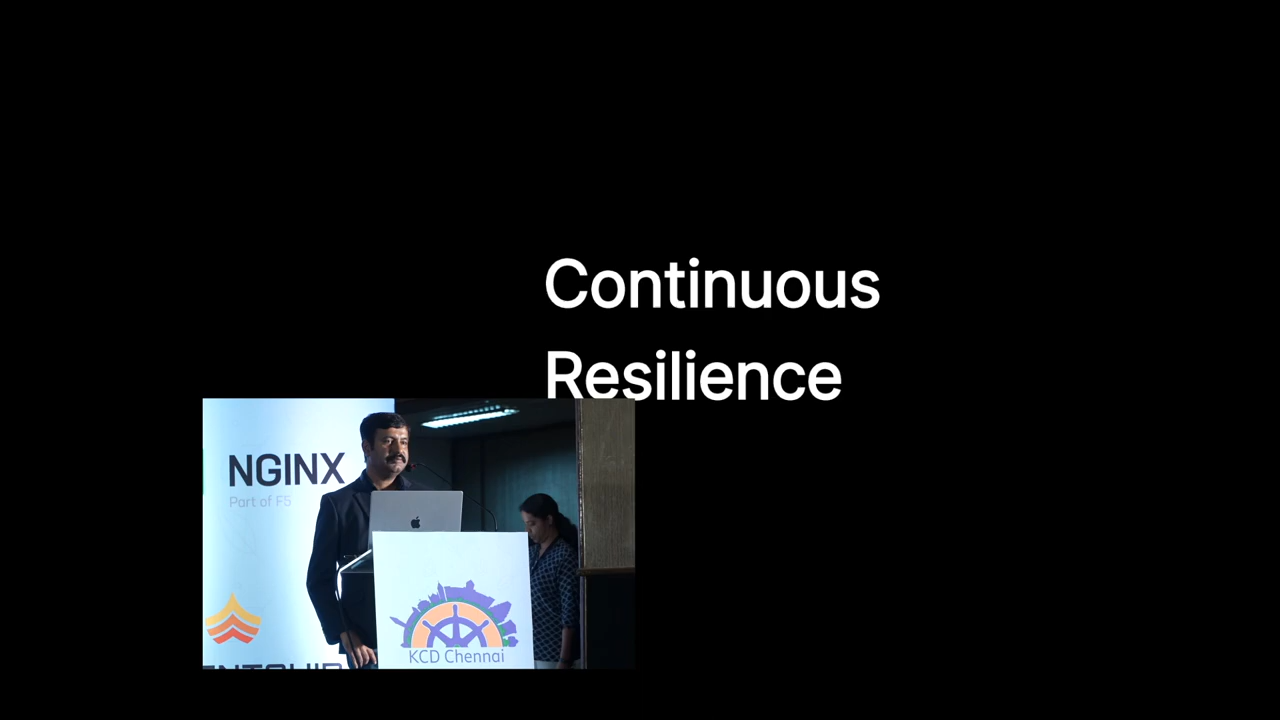 Continuous
Resilience
NGINX
Part of F5
KCD Chennai